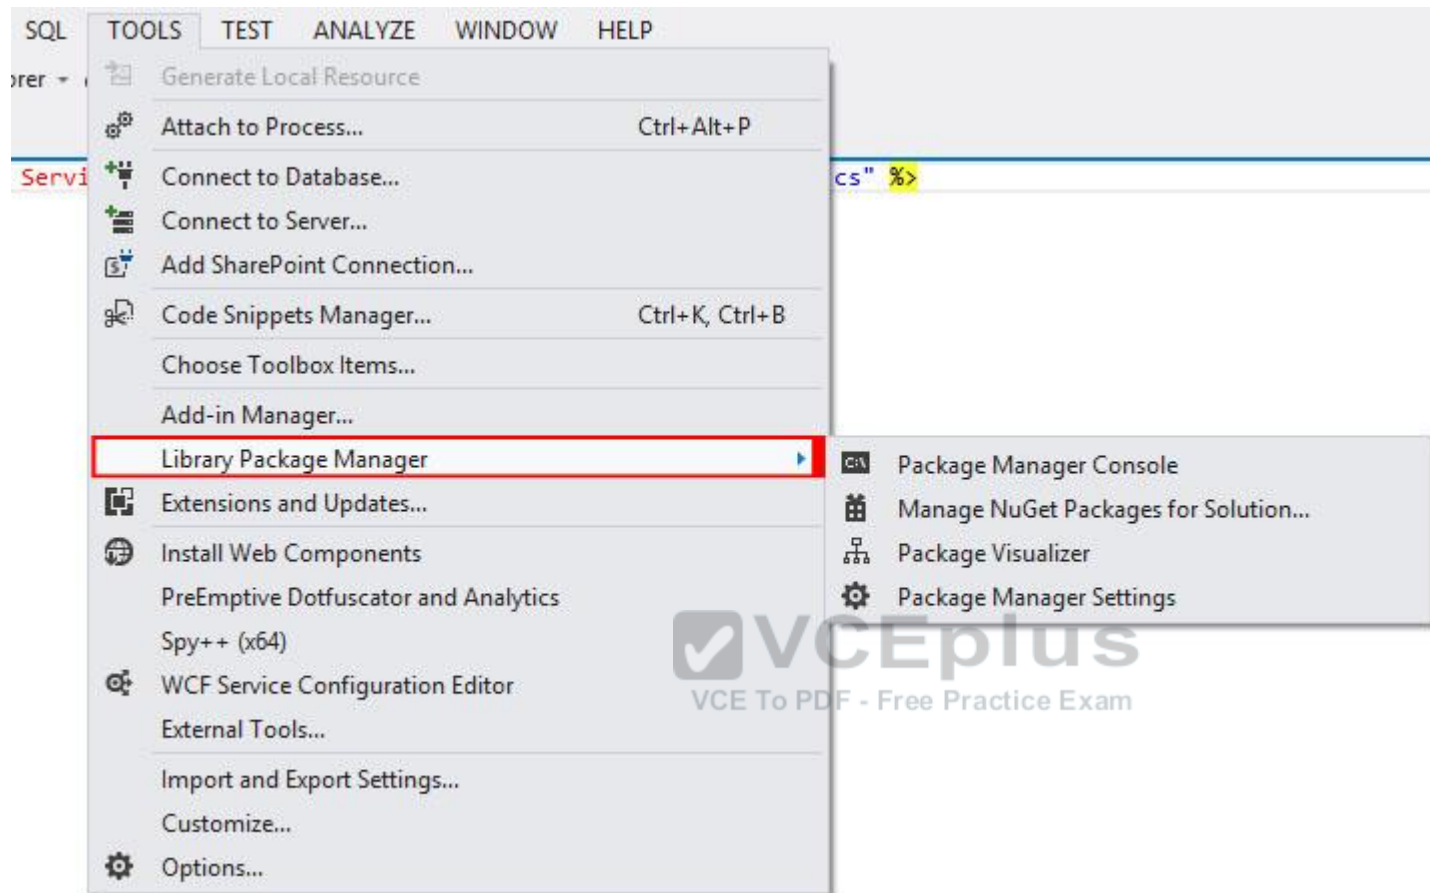 SQL TOOLS TEST ANALYZE WINDOW HELP
orer
Generate Local Resource
Attach to Process... Ctrl+Alt+P
Servi cs" %>
Connect to Database...
Connect to Server...
Add SharePoint Connection...
Code Snippets Manager... Ctrl+K, Ctrl+B
Choose Toolbox Items...
Add-in Manager...
Library Package Manager
Package Manager Console
Extensions and Updates...
Manage NuGet Packages for Solution...
Install Web Components
Package Visualizer
PreEmptive Dotfuscator and Analytics
Package Manager Settings
Spy++ (x64)
VCEplus
WCF Service Configuration Editor
VCE To PDF - Free Practice Exam
External Tools...
Import and Export Settings...
Customize...
Options...